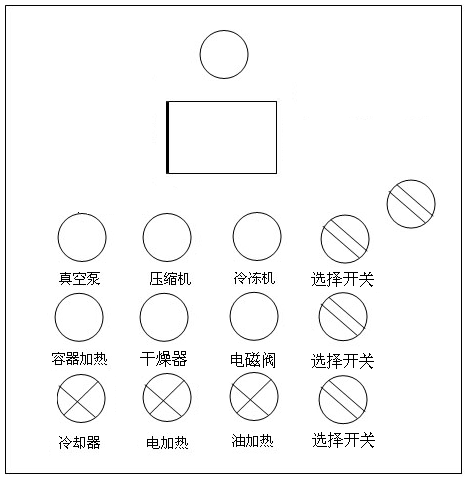 真空泵 压缩机 冷冻机 选择开关
容器加热 干燥器 电磁阀 选择开关
冷却器 电加热 油加热 选择开关